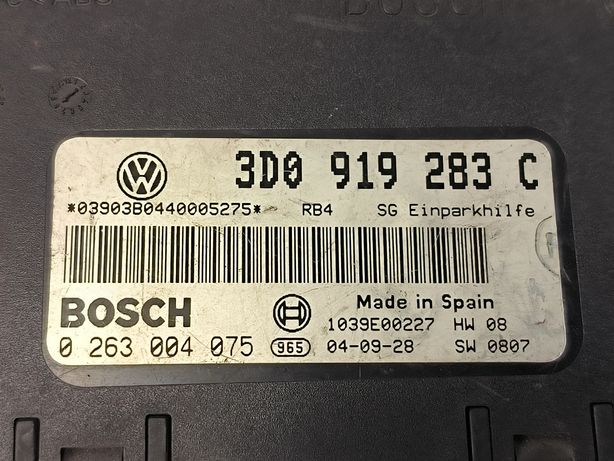 3D0 919 283 C
*03903B0440005275* RB4 SG Einparkhilfe
BOSCH
Made in Spain
1039E00227 HW 08
0 263 004 075 965 04-09-28 SW 0807